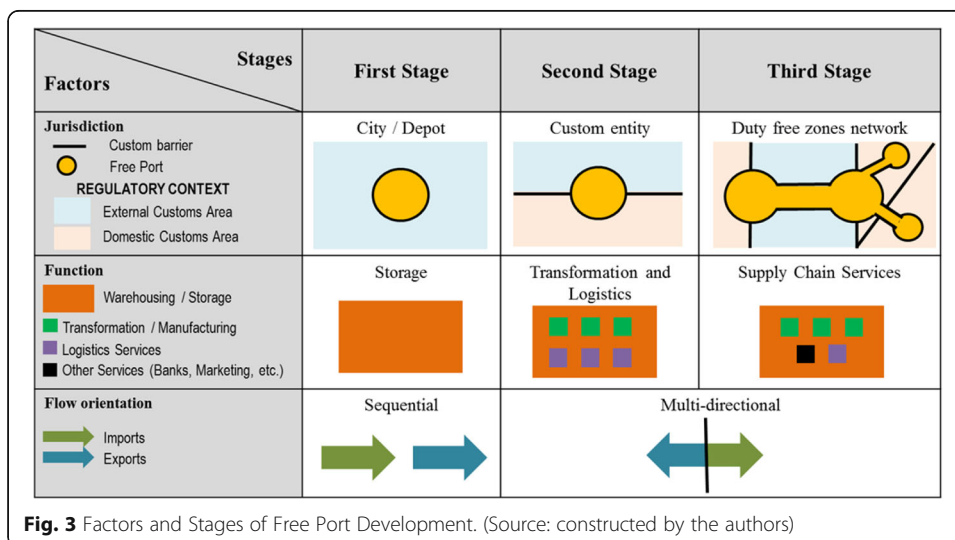 Stages
Factors
First Stage
Second Stage
Third Stage
Jurisdiction
Custom barrier
Free Port
REGULATORY CONTEXT
External Customs Area
Domestic Customs Area
City / Depot
Custom entity
Duty free zones network
Function
Warehousing / Storage
Transformation / Manufacturing
Logistics Services
Other Services (Banks, Marketing, etc.)
Storage
Transformation and
Logistics
Supply Chain Services
Flow orientation
Imports
Exports
Sequential
Multi-directional
Fig. 3 Factors and Stages of Free Port Development. (Source: constructed by the authors)